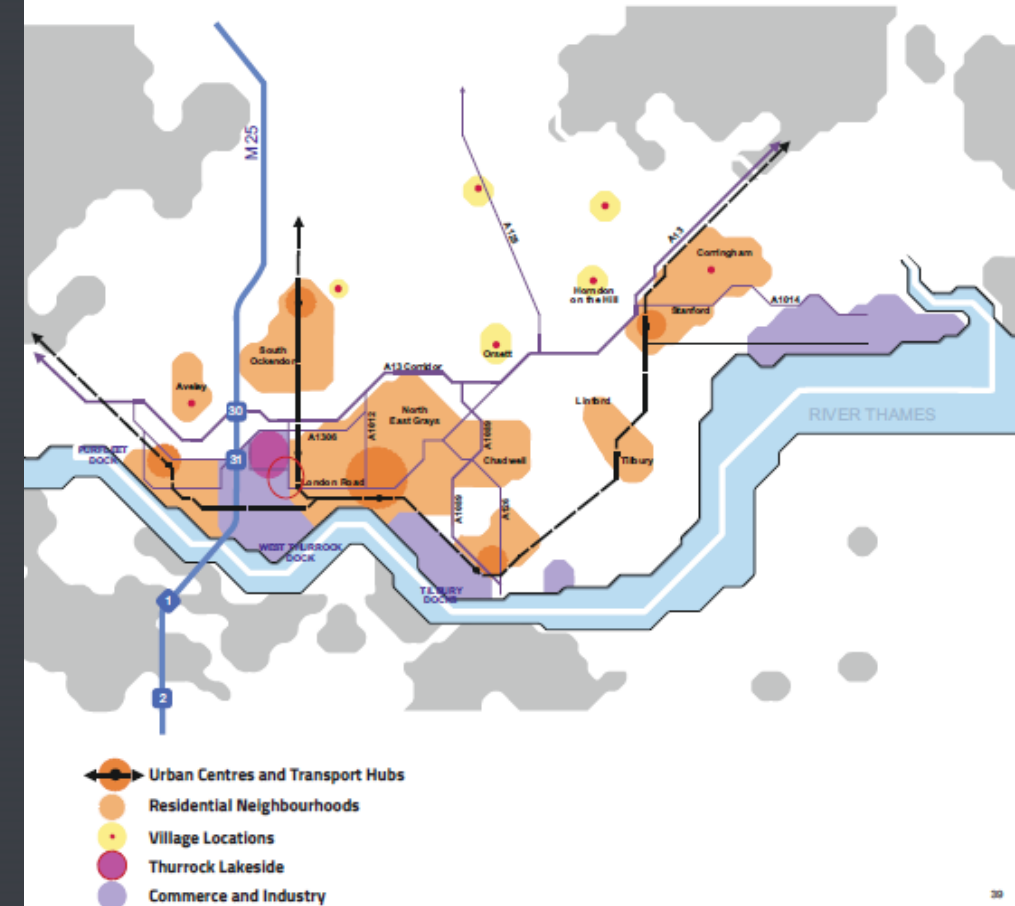 M25
A128
A13
Corringham
Horndon
on the Hill
Stanford
A1014
South
Ockendon
Orsett
A13 Corridor
Aveley
30
North
East Grays
A1012
A1306
A1089
Linford
RIVER THAMES
PURFLEET
DOCK
31
Chadwell
Tilbury
London Road
A1089
A126
WEST THURROCK
DOCK
TILBURY
DOCKS
1
2
Urban Centres and Transport Hubs
Residential Neighbourhoods
Village Locations
Thurrock Lakeside
Commerce and Industry
39